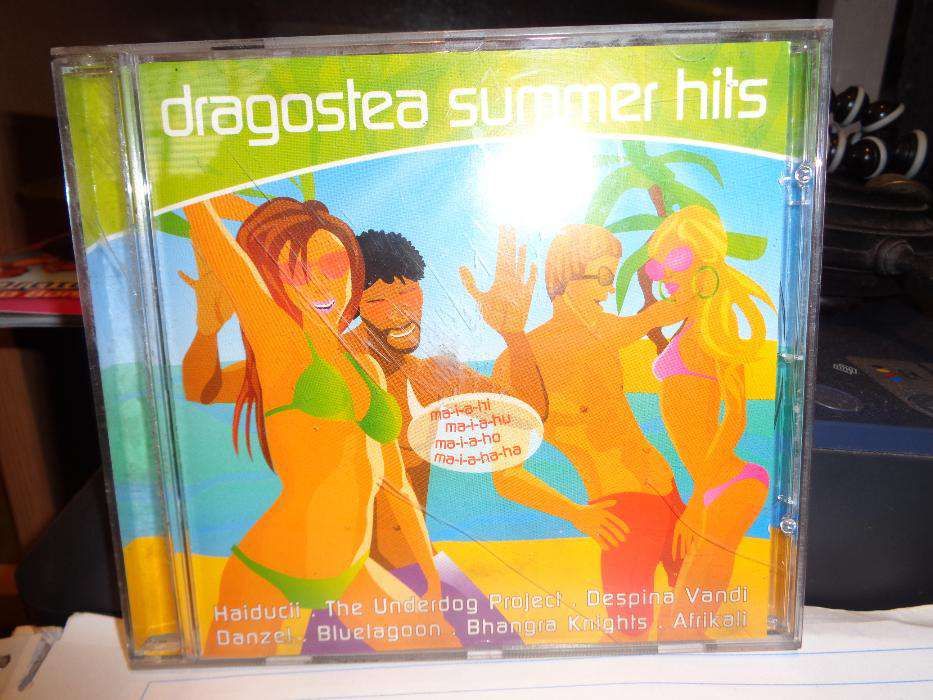 dragostea summer hits
ma-i-a-hi
ma-i-a-hu
ma-i-a-ho
ma-i-a-ha-ha
Haiducii . The Underdog Project . Despina Vandi
Danzel . Bluelagoon . Bhangra Knights . Afrikali